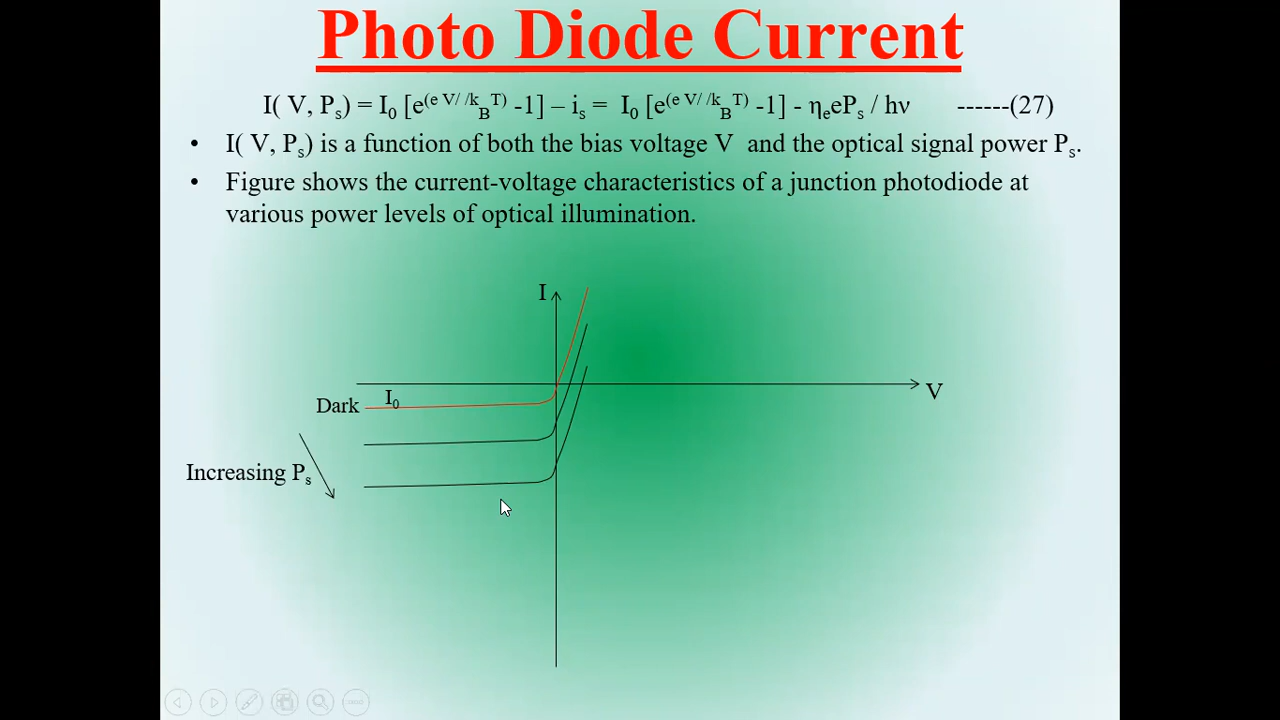 Photo Diode Current
I( V, Pₛ) = I₀ [e^(e V/ /k_B T) -1] – iₛ = I₀ [e^(e V/ /k_B T) -1] - ηₑePₛ / hν ------(27)
• I( V, Pₛ) is a function of both the bias voltage V and the optical signal power Pₛ.
• Figure shows the current-voltage characteristics of a junction photodiode at
various power levels of optical illumination.
I
V
I₀
Dark
Increasing Pₛ